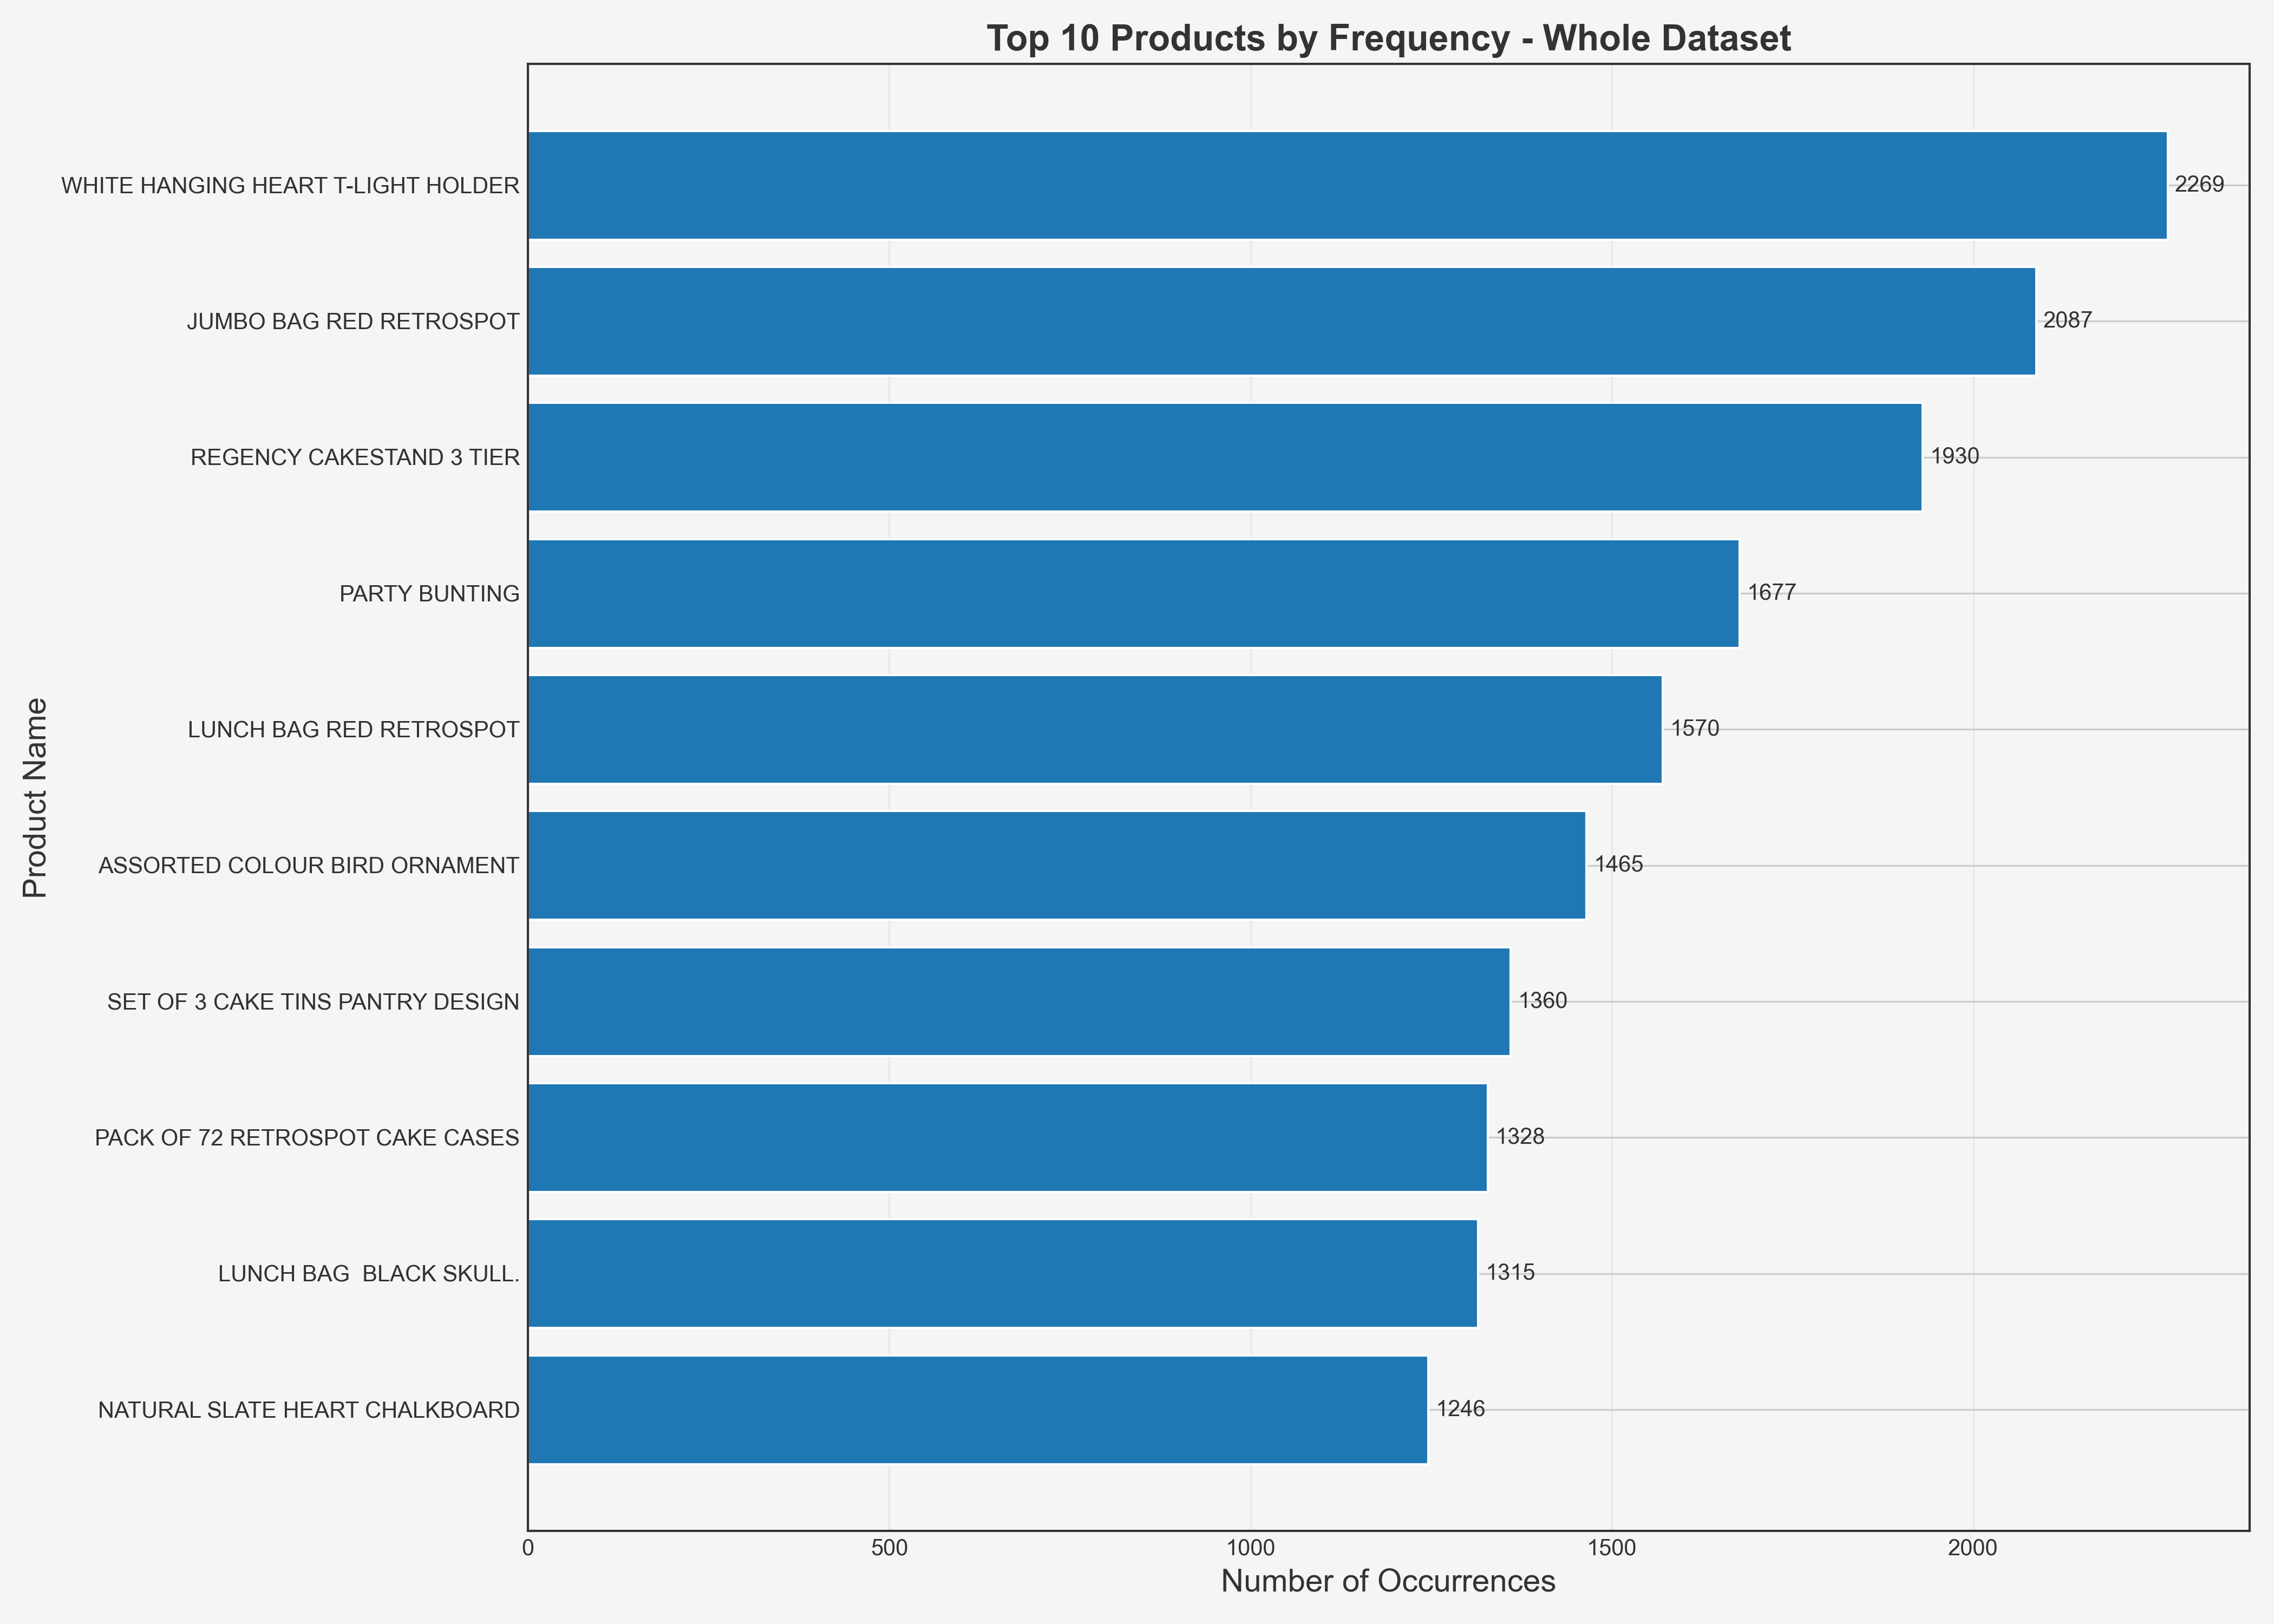 Top 10 Products by Frequency - Whole Dataset
WHITE HANGING HEART T-LIGHT HOLDER 2269
JUMBO BAG RED RETROSPOT 2087
REGENCY CAKESTAND 3 TIER 1930
PARTY BUNTING 1677
LUNCH BAG RED RETROSPOT 1570
ASSORTED COLOUR BIRD ORNAMENT 1465
SET OF 3 CAKE TINS PANTRY DESIGN 1360
PACK OF 72 RETROSPOT CAKE CASES 1328
LUNCH BAG  BLACK SKULL. 1315
NATURAL SLATE HEART CHALKBOARD 1246
Product Name
0 500 1000 1500 2000
Number of Occurrences